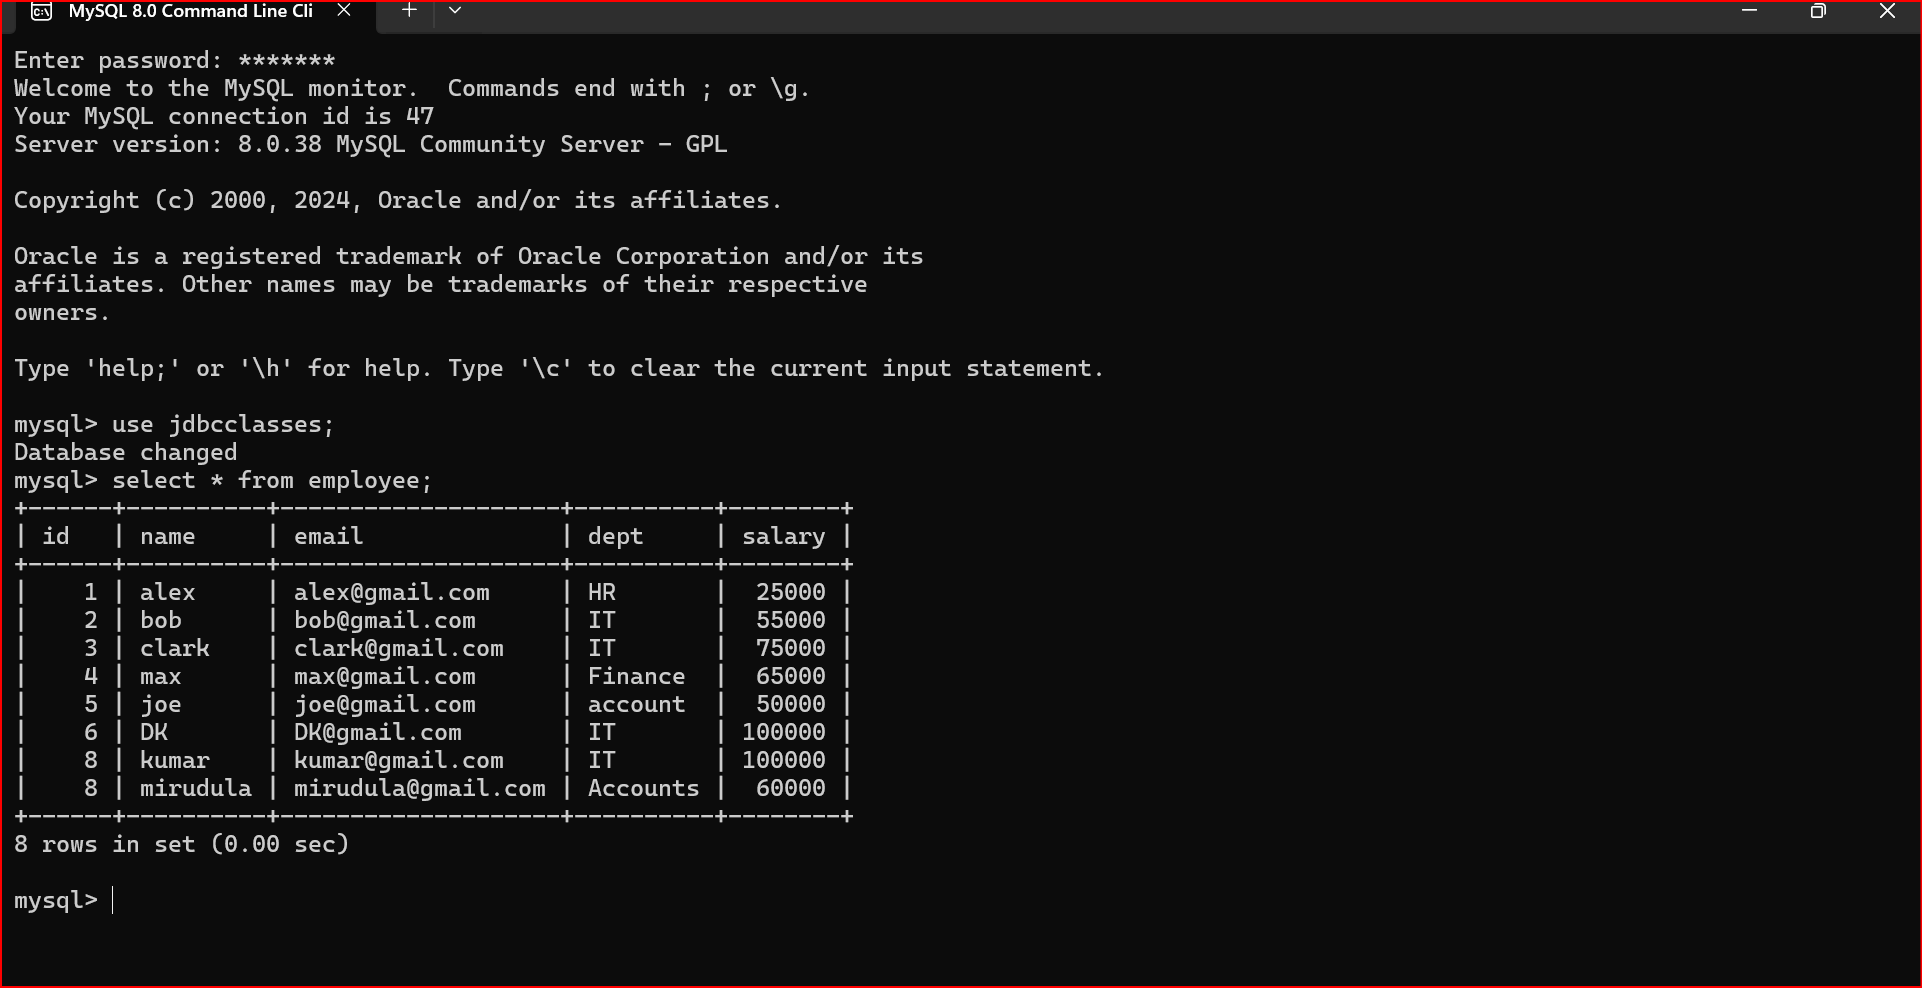 MySQL 8.0 Command Line Cli
Enter password: *******
Welcome to the MySQL monitor.  Commands end with ; or \g.
Your MySQL connection id is 47
Server version: 8.0.38 MySQL Community Server - GPL
Copyright (c) 2000, 2024, Oracle and/or its affiliates.
Oracle is a registered trademark of Oracle Corporation and/or its
affiliates. Other names may be trademarks of their respective
owners.
Type 'help;' or '\h' for help. Type '\c' to clear the current input statement.
mysql> use jdbcclasses;
Database changed
mysql> select * from employee;
+------+----------+--------------------+----------+--------+
| id   | name     | email              | dept     | salary |
+------+----------+--------------------+----------+--------+
|    1 | alex     | alex@gmail.com     | HR       |  25000 |
|    2 | bob      | bob@gmail.com      | IT       |  55000 |
|    3 | clark    | clark@gmail.com    | IT       |  75000 |
|    4 | max      | max@gmail.com      | Finance  |  65000 |
|    5 | joe      | joe@gmail.com      | account  |  50000 |
|    6 | DK       | DK@gmail.com       | IT       | 100000 |
|    8 | kumar    | kumar@gmail.com    | IT       | 100000 |
|    8 | mirudula | mirudula@gmail.com | Accounts |  60000 |
+------+----------+--------------------+----------+--------+
8 rows in set (0.00 sec)
mysql>